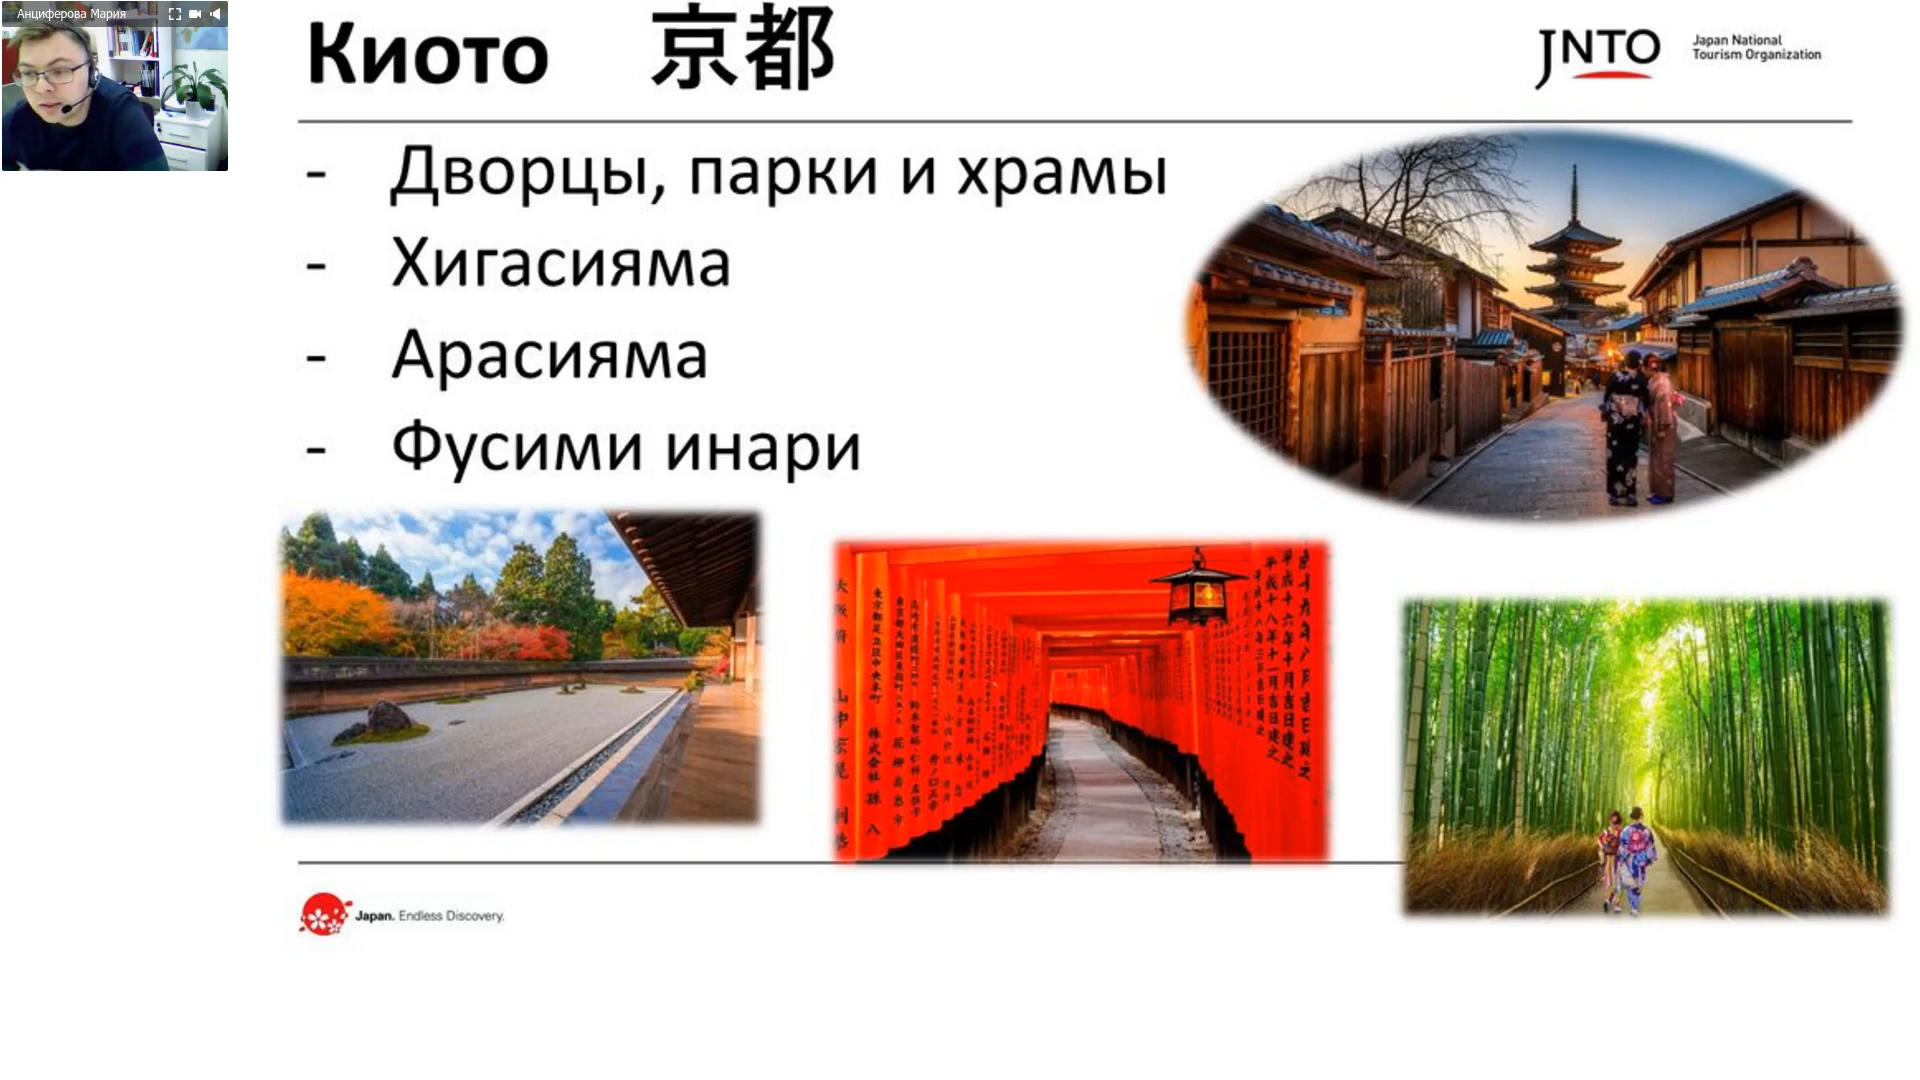 Анциферова Мария
Киото 京都
JNTO Japan National
Tourism Organization
- Дворцы, парки и храмы
- Хигасияма
- Арасияма
- Фусими инари
Japan. Endless Discovery.